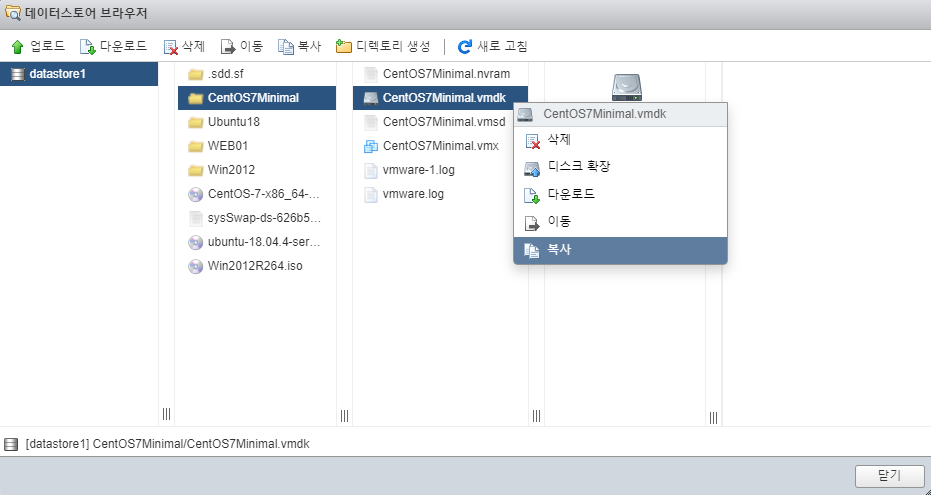 데이터스토어 브라우저
업로드 다운로드 삭제 이동 복사 디렉토리 생성 새로 고침
datastore1
.sdd.sf
CentOS7Minimal
Ubuntu18
WEB01
Win2012
CentOS-7-x86_64-...
sysSwap-ds-626b5...
ubuntu-18.04.4-ser...
Win2012R264.iso
CentOS7Minimal.nvram
CentOS7Minimal.vmdk
CentOS7Minimal.vmsd
CentOS7Minimal.vmx
vmware-1.log
vmware.log
CentOS7Minimal.vmdk
삭제
디스크 확장
다운로드
이동
복사
[datastore1] CentOS7Minimal/CentOS7Minimal.vmdk
닫기